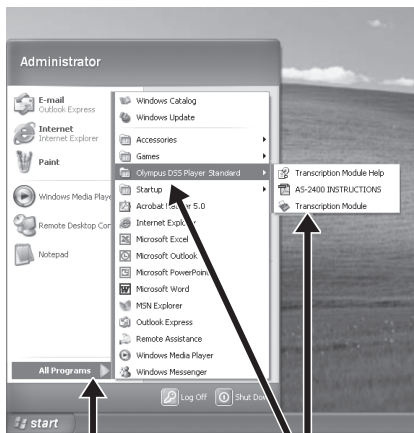 Administrator
E-mail
Outlook Express
Internet
Internet Explorer
Paint
Windows Media Playe
Remote Desktop Con
Notepad
All Programs
Windows Catalog
Windows Update
Accessories
Games
Olympus DSS Player Standard
Startup
Acrobat 5.0
Internet Explorer
Microsoft Excel
Microsoft Outlook
Microsoft PowerPoint
Microsoft Word
MSN Explorer
Outlook Express
Remote Assistance
Windows Media Player
Windows Messenger
Transcription Module Help
AS-2400 INSTRUCTIONS
Transcription Module
Log Off
Shut Do
start